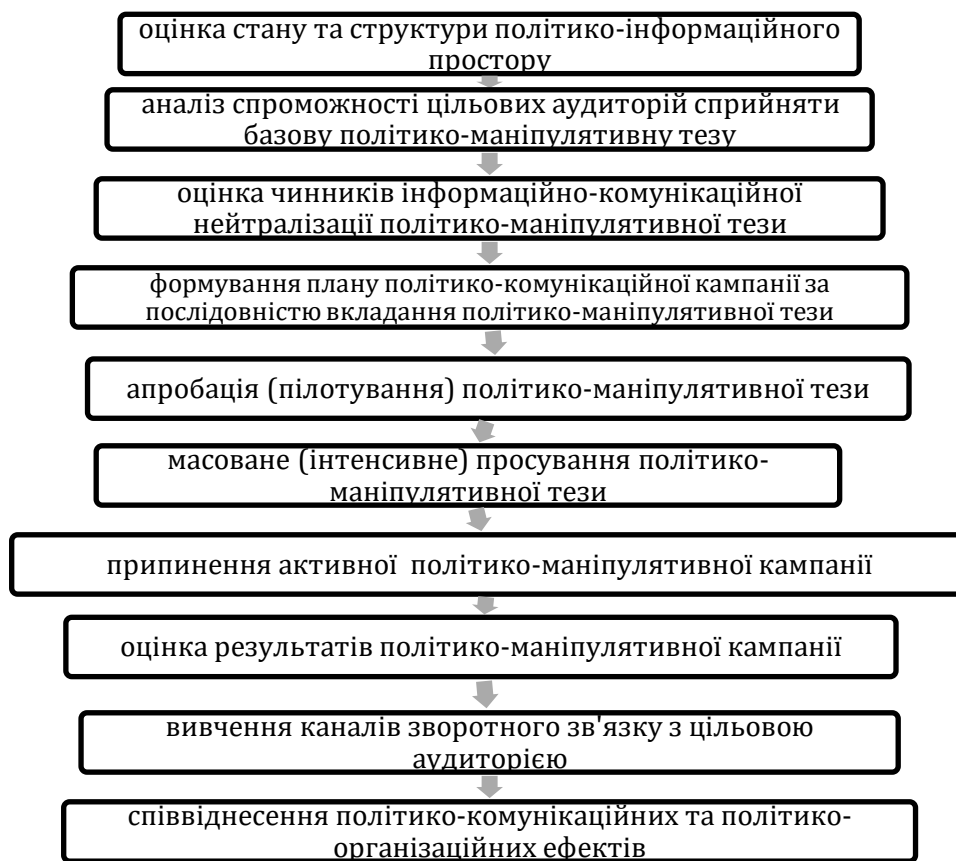 оцінка стану та структури політико-інформаційного
простору
аналіз спроможності цільових аудиторій сприйняти
базову політико-маніпулятивну тезу
оцінка чинників інформаційно-комунікаційної
нейтралізації політико-маніпулятивної тези
формування плану політико-комунікаційної кампанії за
послідовністю вкладання політико-маніпулятивної тези
апробація (пілотування) політико-маніпулятивної тези
масоване (інтенсивне) просування політико-
маніпулятивної тези
припинення активної політико-маніпулятивної кампанії
оцінка результатів політико-маніпулятивної кампанії
вивчення каналів зворотного зв'язку з цільовою
аудиторією
співвіднесення політико-комунікаційних та політико-
організаційних ефектів